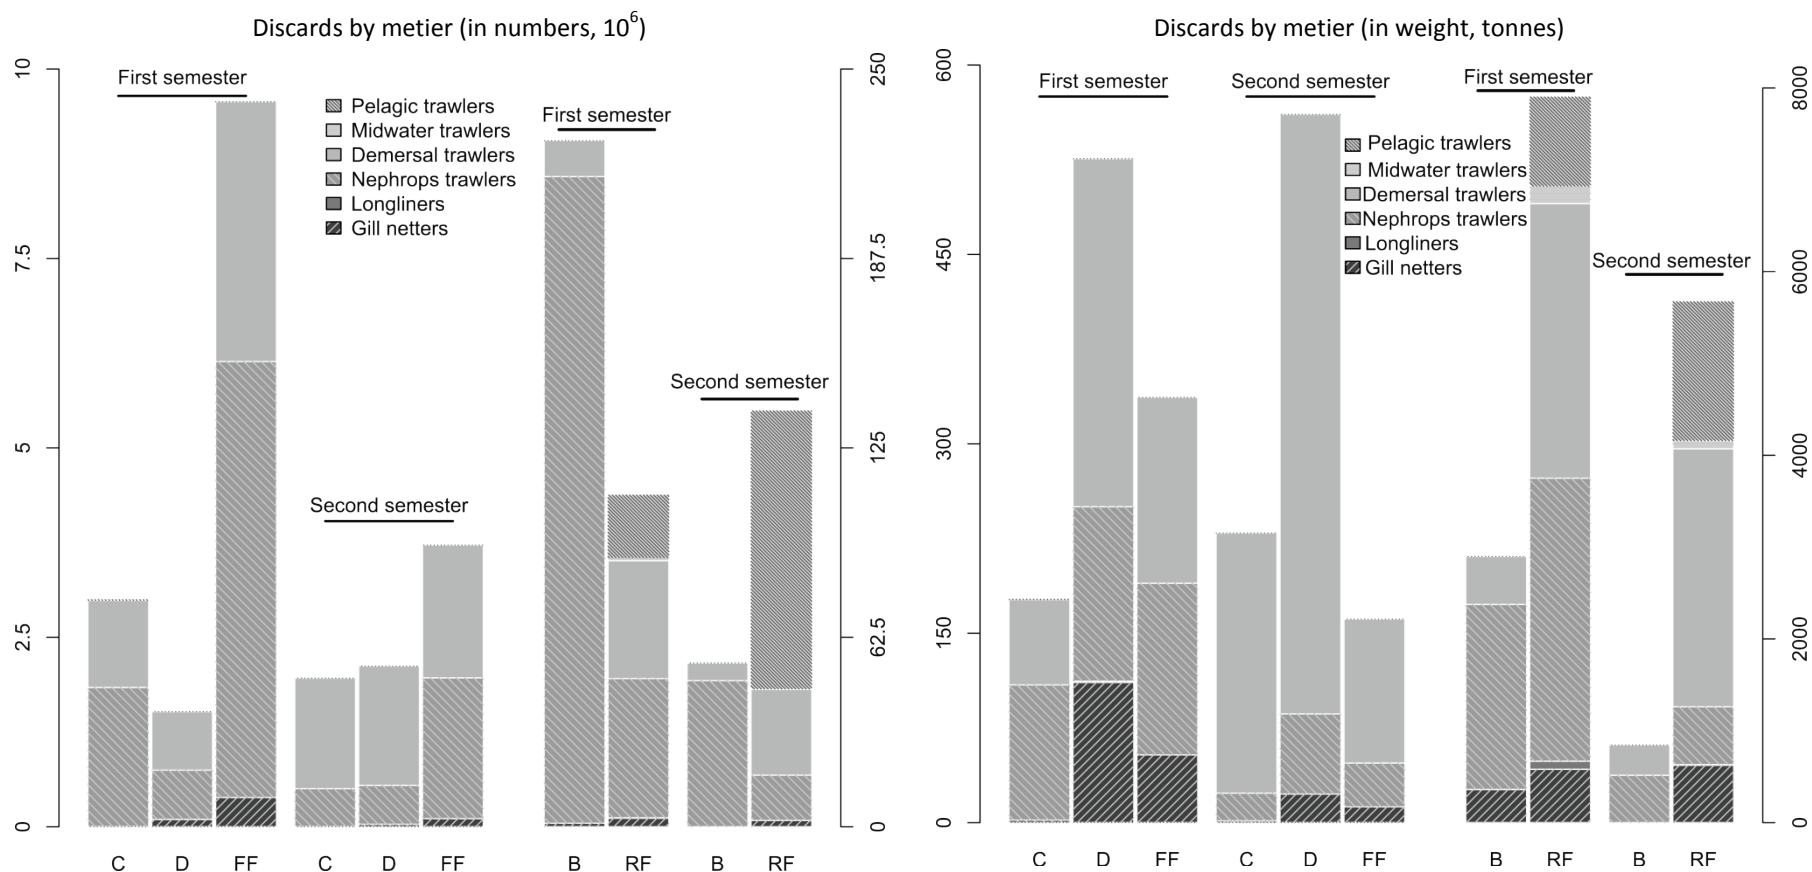 Discards by metier (in numbers, 10⁶)
10
7.5
5
2.5
0
First semester
Second semester
Pelagic trawlers
Midwater trawlers
Demersal trawlers
Nephrops trawlers
Longliners
Gill netters
First semester
Second semester
250
187.5
125
62.5
0
C D FF C D FF B RF B RF
Discards by metier (in weight, tonnes)
600
450
300
150
0
First semester
Second semester
First semester
Pelagic trawlers
Midwater trawlers
Demersal trawlers
Nephrops trawlers
Longliners
Gill netters
Second semester
8000
6000
4000
2000
0
C D FF C D FF B RF B RF